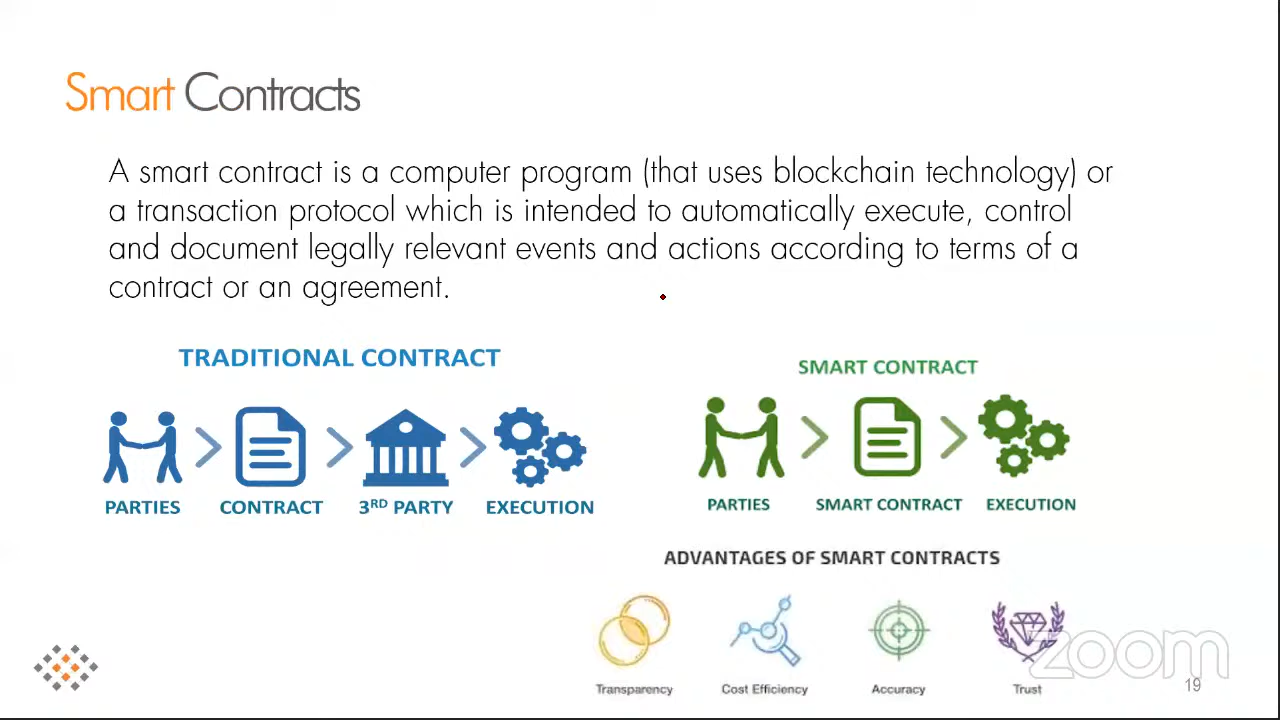 Smart Contracts
A smart contract is a computer program (that uses blockchain technology) or
a transaction protocol which is intended to automatically execute, control
and document legally relevant events and actions according to terms of a
contract or an agreement.
TRADITIONAL CONTRACT
PARTIES
CONTRACT
3RD PARTY
EXECUTION
SMART CONTRACT
PARTIES
SMART CONTRACT
EXECUTION
ADVANTAGES OF SMART CONTRACTS
Transparency
Cost Efficiency
Accuracy
Trust
zoom
19